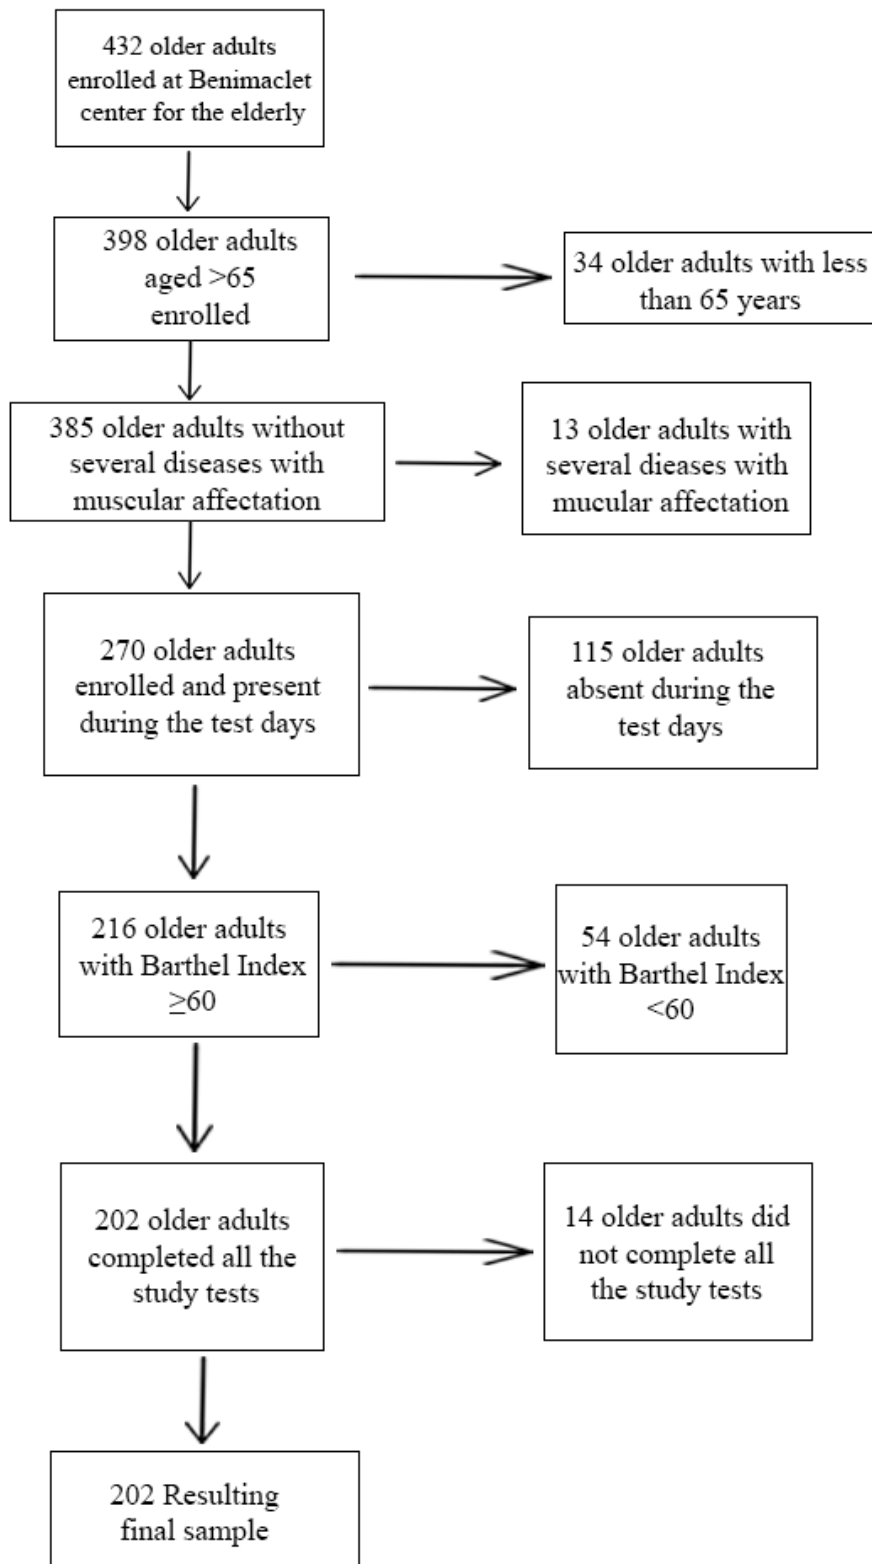 432 older adults
enrolled at Benimaclet
center for the elderly
398 older adults
aged >65
enrolled
34 older adults with less
than 65 years
385 older adults without
several diseases with
muscular affectation
13 older adults with
several dieases with
mucular affectation
270 older adults
enrolled and present
during the test days
115 older adults
absent during the
test days
216 older adults
with Barthel Index
≥60
54 older adults
with Barthel Index
<60
202 older adults
completed all the
study tests
14 older adults did
not complete all
the study tests
202 Resulting
final sample